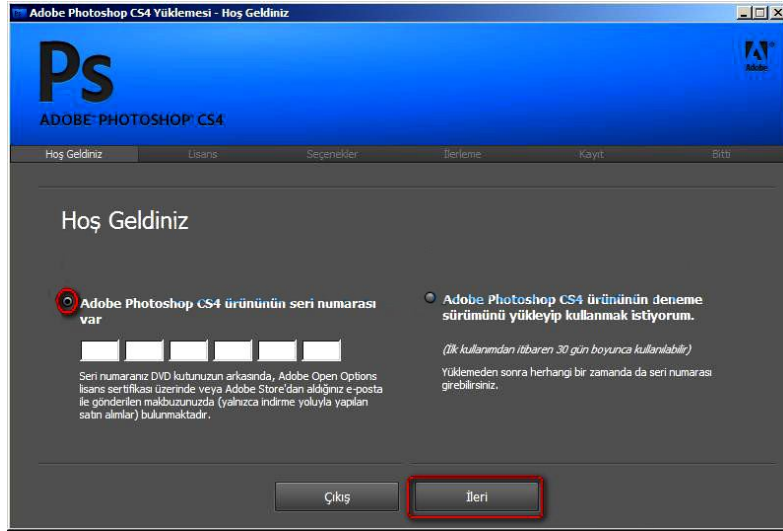 Adobe Photoshop CS4 Yüklemesi - Hoş Geldiniz
Ps
Adobe
ADOBE® PHOTOSHOP® CS4
Hoş Geldiniz Lisans Seçenekler İlerleme Kayıt Bitti
Hoş Geldiniz
Adobe Photoshop CS4 ürününün seri numarası
var
Seri numaranız DVD kutunuzun arkasında, Adobe Open Options
lisans sertifikası üzerinde veya Adobe Store'dan aldığınız e-posta
ile gönderilen makbuzunuzda (yalnızca indirme yoluyla yapılan
satın alımlar) bulunmaktadır.
Adobe Photoshop CS4 ürününün deneme
sürümünü yükleyip kullanmak istiyorum.
(İlk kullanımdan itibaren 30 gün boyunca kullanılabilir)
Yüklemeden sonra herhangi bir zamanda da seri numarası
girebilirsiniz.
Çıkış
İleri